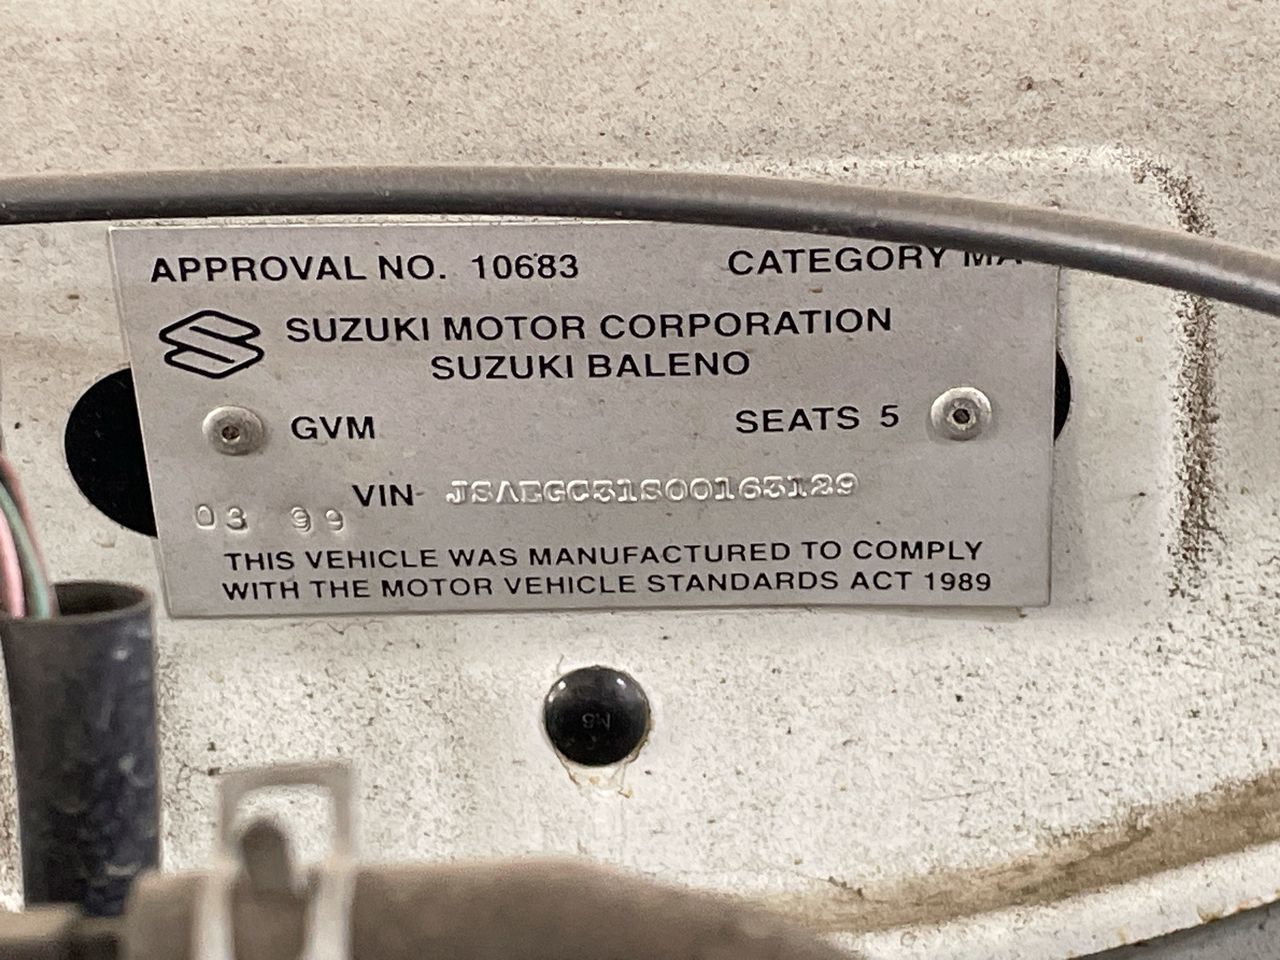 APPROVAL NO. 10683 CATEGORY MA
SUZUKI MOTOR CORPORATION
SUZUKI BALENO
GVM SEATS 5
VIN JSAEGC31S00163129
03 99
THIS VEHICLE WAS MANUFACTURED TO COMPLY
WITH THE MOTOR VEHICLE STANDARDS ACT 1989